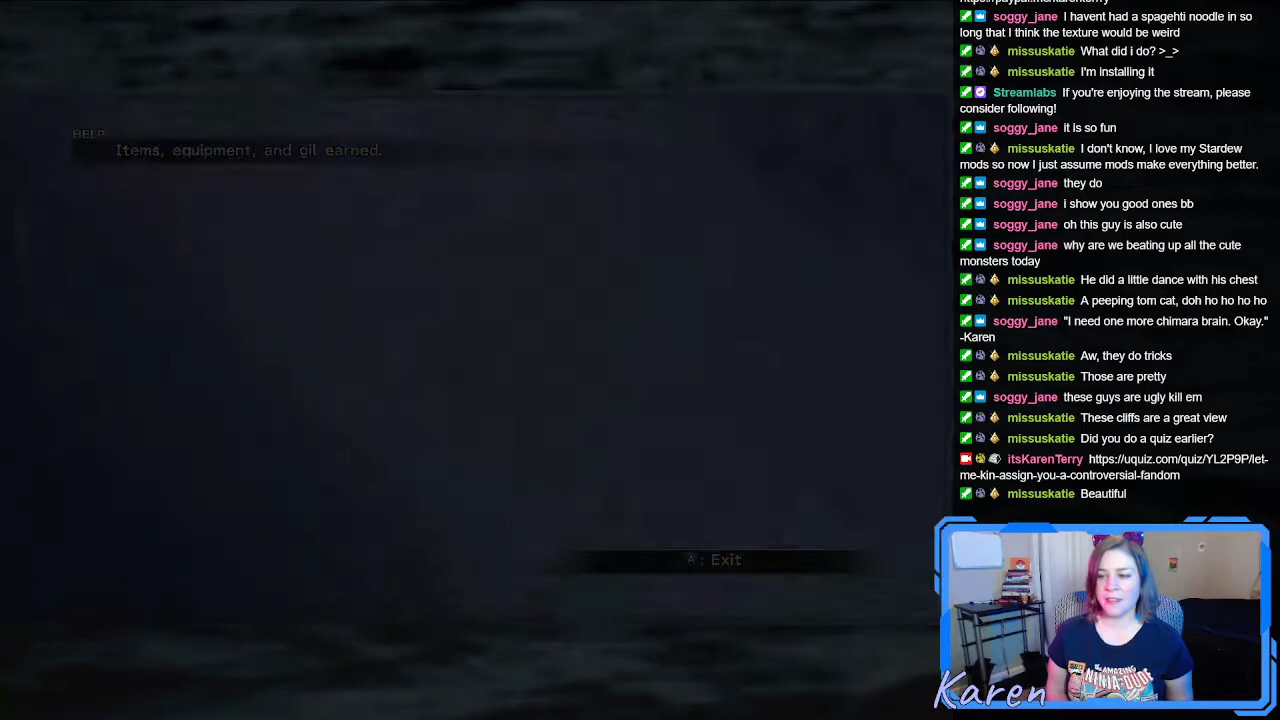 soggy_jane I havent had a spagehti noodle in so
long that I think the texture would be weird
missuskatie What did i do? >_>
missuskatie I'm installing it
Streamlabs If you're enjoying the stream, please
consider following!
soggy_jane it is so fun
missuskatie I don't know, I love my Stardew
mods so now I just assume mods make everything better.
soggy_jane they do
soggy_jane i show you good ones bb
soggy_jane oh this guy is also cute
soggy_jane why are we beating up all the cute
monsters today
missuskatie He did a little dance with his chest
missuskatie A peeping tom cat, doh ho ho ho ho
soggy_jane "I need one more chimara brain. Okay."
-Karen
missuskatie Aw, they do tricks
missuskatie Those are pretty
soggy_jane these guys are ugly kill em
missuskatie These cliffs are a great view
missuskatie Did you do a quiz earlier?
itsKarenTerry https://uquiz.com/quiz/YL2P9P/let-
me-kin-assign-you-a-controversial-fandom
missuskatie Beautiful
HELP
Items, equipment, and gil earned.
A : Exit
THE AMAZING
NINJA-DUDE
Karen